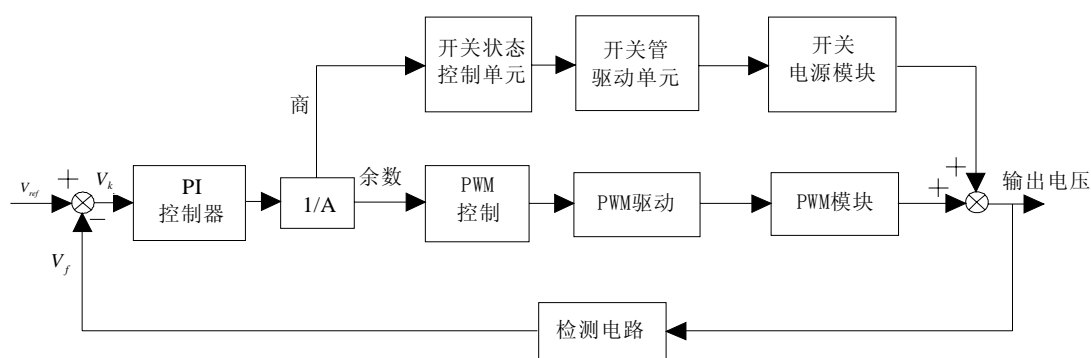 开关状态
控制单元
开关管
驱动单元
开关
电源模块
商
余数
V_ref
+
V_k
−
PI
控制器
1/A
PWM
控制
PWM驱动
PWM模块
+
+
输出电压
V_f
检测电路